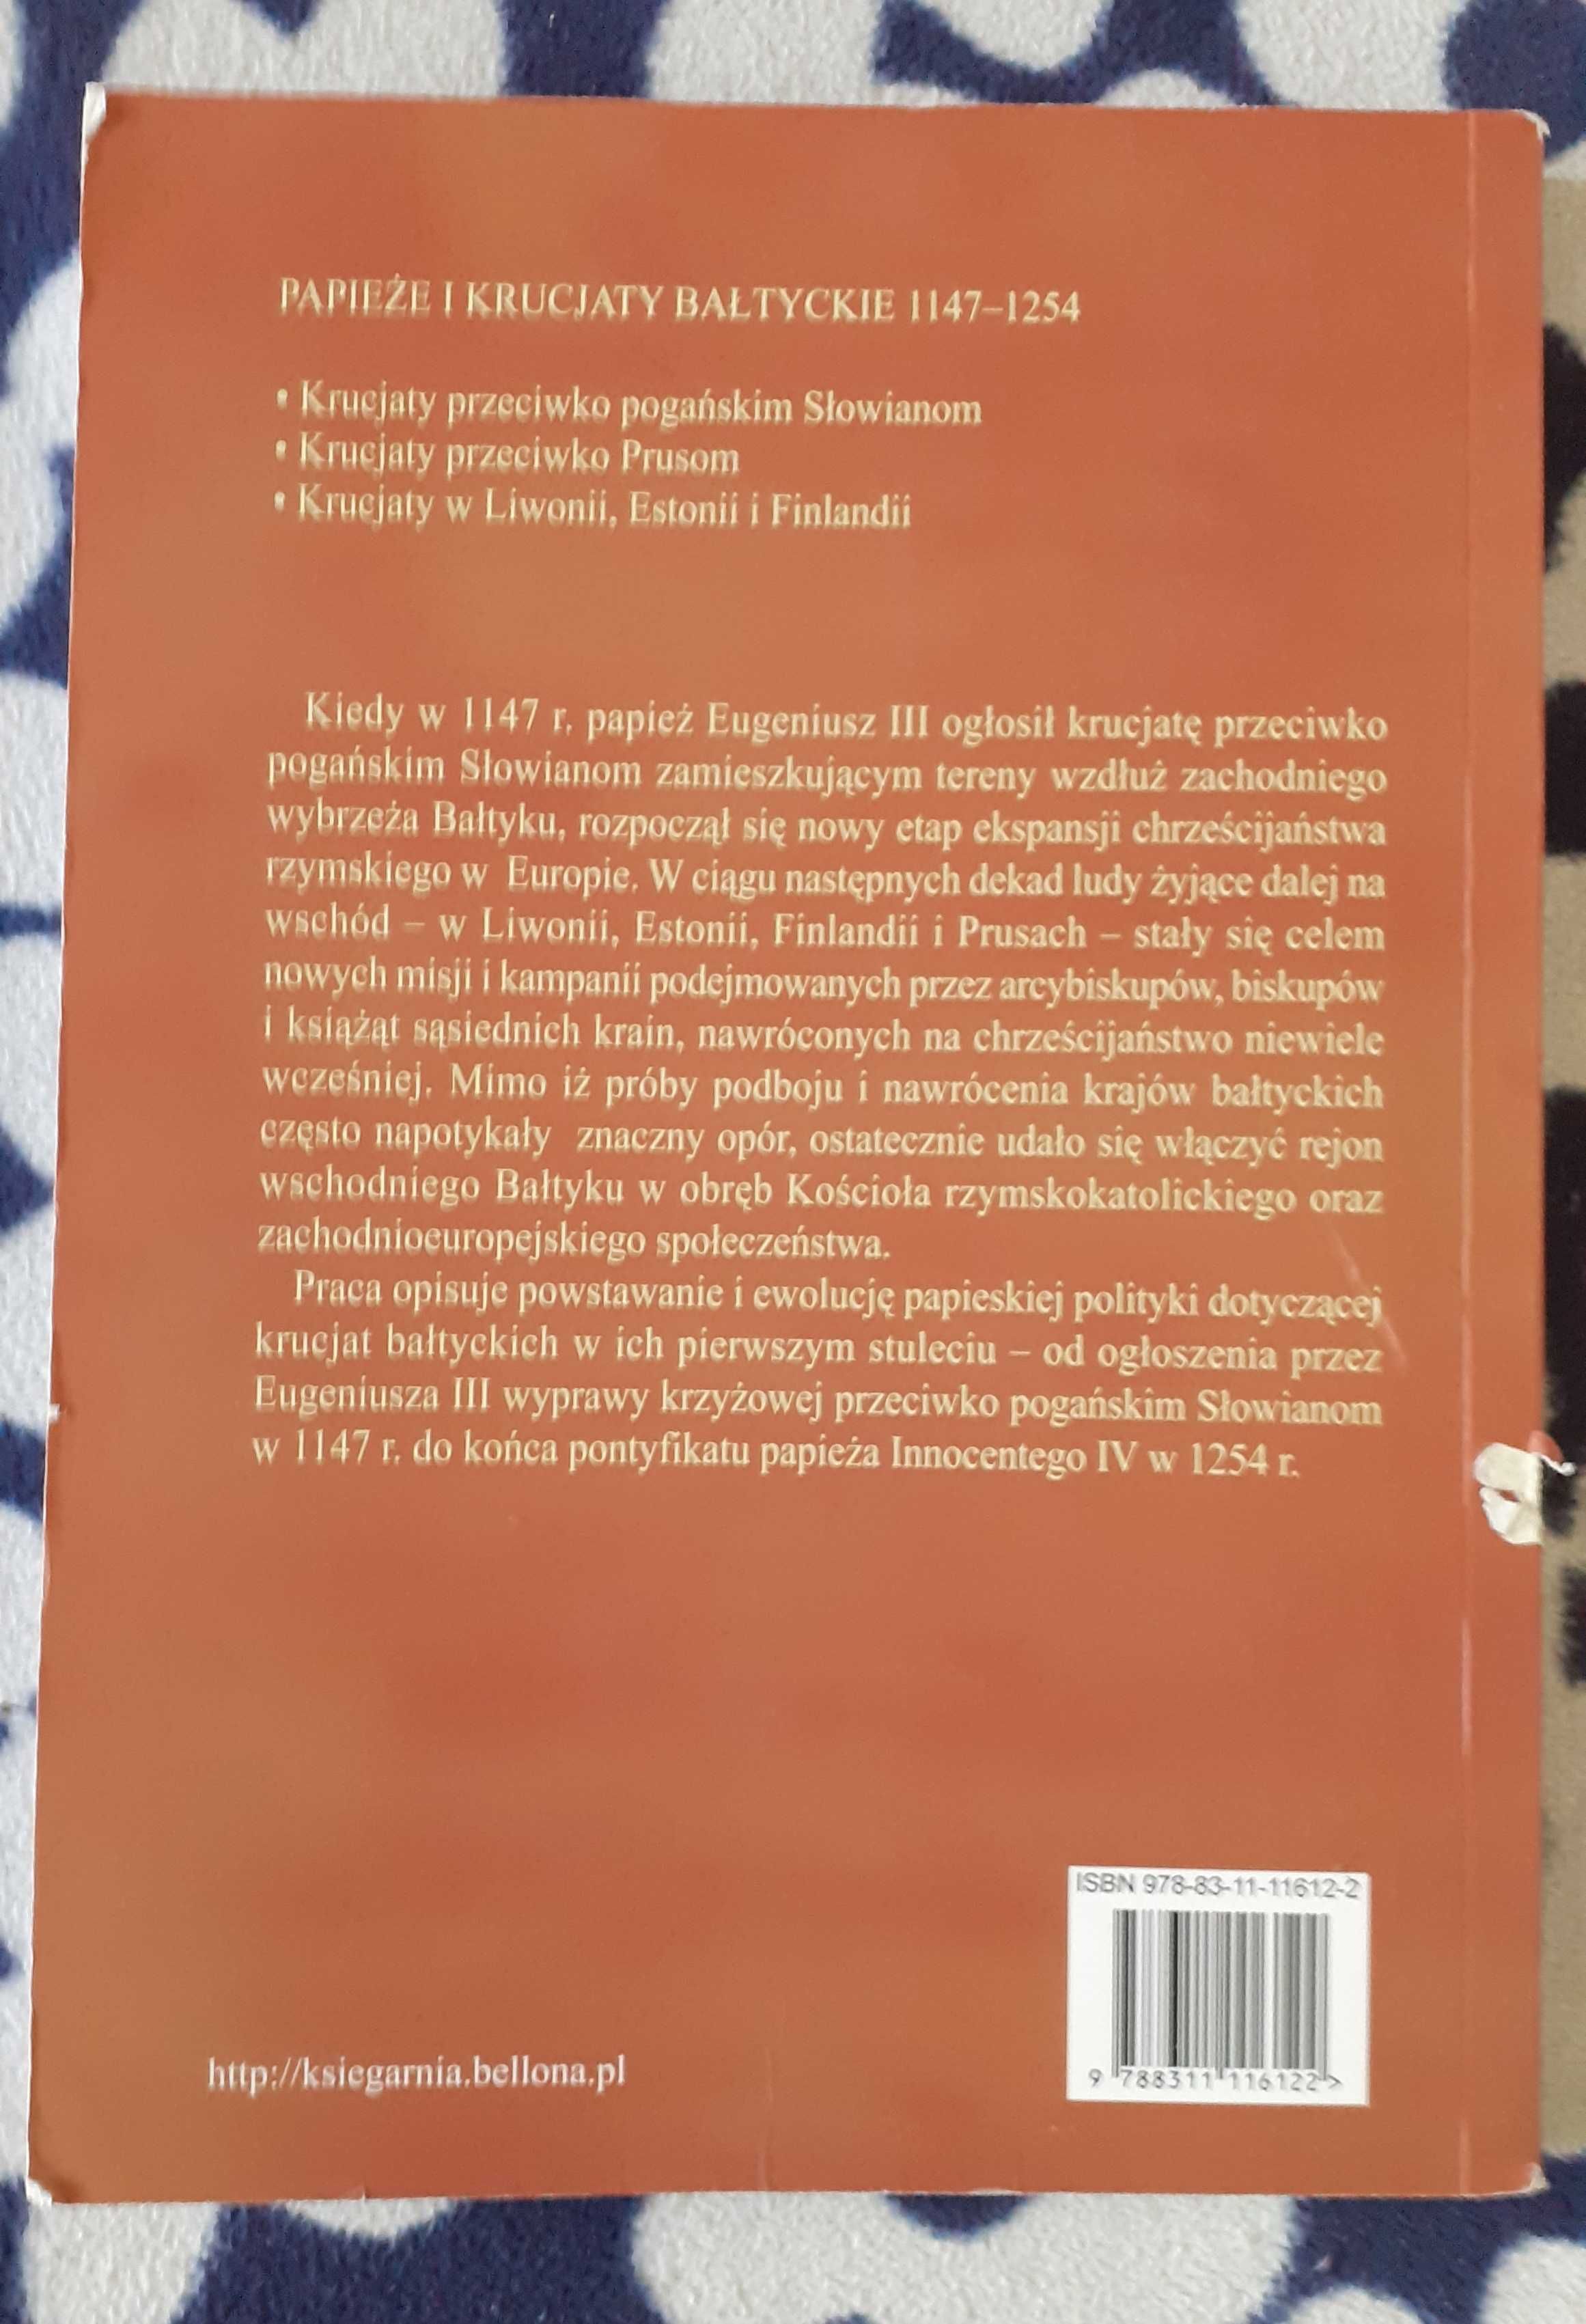 PAPIEŻE I KRUCJATY BAŁTYCKIE 1147–1254
• Krucjaty przeciwko pogańskim Słowianom
• Krucjaty przeciwko Prusom
• Krucjaty w Liwonii, Estonii i Finlandii
Kiedy w 1147 r. papież Eugeniusz III ogłosił krucjatę przeciwko
pogańskim Słowianom zamieszkującym tereny wzdłuż zachodniego
wybrzeża Bałtyku, rozpoczął się nowy etap ekspansji chrześcijaństwa
rzymskiego w Europie. W ciągu następnych dekad ludy żyjące dalej na
wschód – w Liwonii, Estonii, Finlandii i Prusach – stały się celem
nowych misji i kampanii podejmowanych przez arcybiskupów, biskupów
i książąt sąsiednich krain, nawróconych na chrześcijaństwo niewiele
wcześniej. Mimo iż próby podboju i nawrócenia krajów bałtyckich
często napotykały znaczny opór, ostatecznie udało się włączyć rejon
wschodniego Bałtyku w obręb Kościoła rzymskokatolickiego oraz
zachodnioeuropejskiego społeczeństwa.
Praca opisuje powstawanie i ewolucję papieskiej polityki dotyczącej
krucjat bałtyckich w ich pierwszym stuleciu – od ogłoszenia przez
Eugeniusza III wyprawy krzyżowej przeciwko pogańskim Słowianom
w 1147 r. do końca pontyfikatu papieża Innocentego IV w 1254 r.
ISBN 978-83-11-11612-2
9 788311 116122 >
http://ksiegarnia.bellona.pl